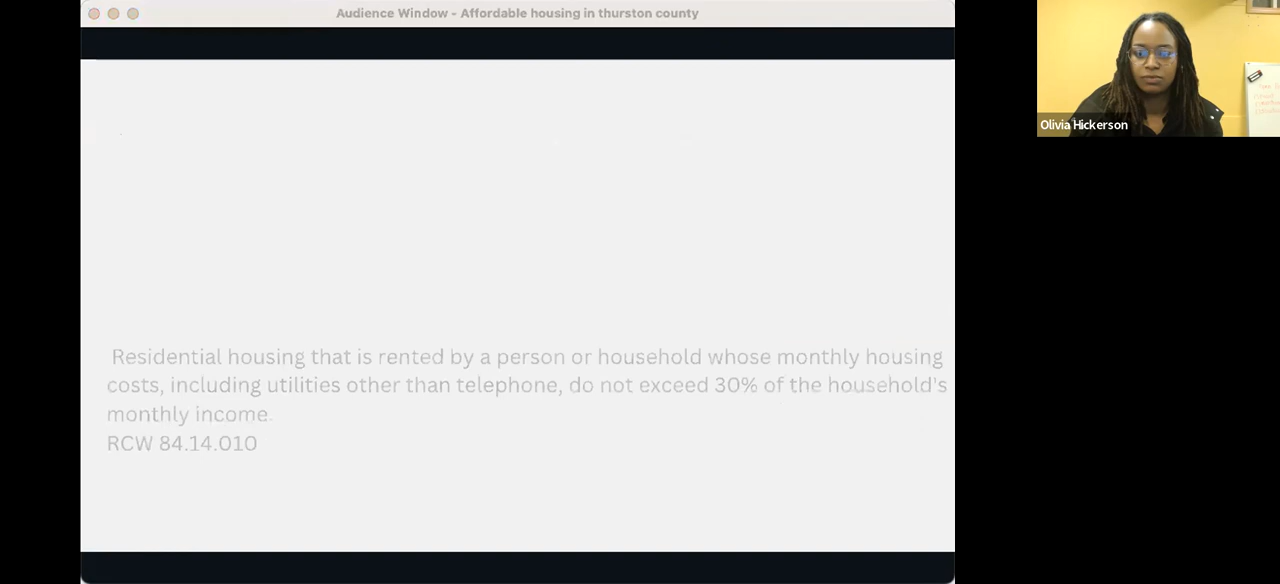 Audience Window - Affordable housing in thurston county
Residential housing that is rented by a person or household whose monthly housing
costs, including utilities other than telephone, do not exceed 30% of the household's
monthly income.
RCW 84.14.010
Olivia Hickerson